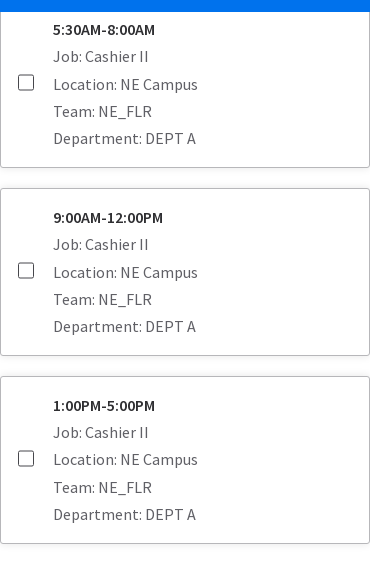 5:30AM-8:00AM
Job: Cashier II
Location: NE Campus
Team: NE_FLR
Department: DEPT A
9:00AM-12:00PM
Job: Cashier II
Location: NE Campus
Team: NE_FLR
Department: DEPT A
1:00PM-5:00PM
Job: Cashier II
Location: NE Campus
Team: NE_FLR
Department: DEPT A